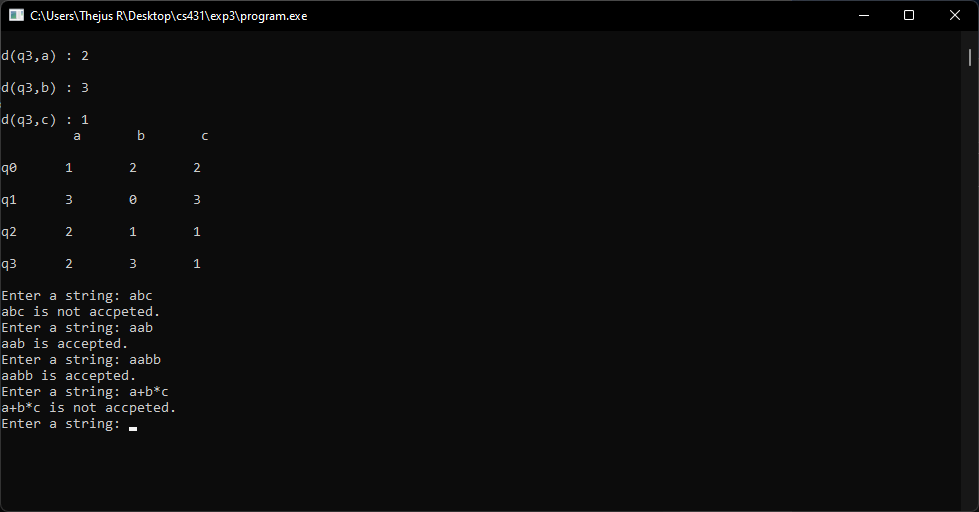 C:\Users\Thejus R\Desktop\cs431\exp3\program.exe
d(q3,a) : 2
d(q3,b) : 3
d(q3,c) : 1
a b c
q0 1 2 2
q1 3 0 3
q2 2 1 1
q3 2 3 1
Enter a string: abc
abc is not accpeted.
Enter a string: aab
aab is accepted.
Enter a string: aabb
aabb is accepted.
Enter a string: a+b*c
a+b*c is not accpeted.
Enter a string: